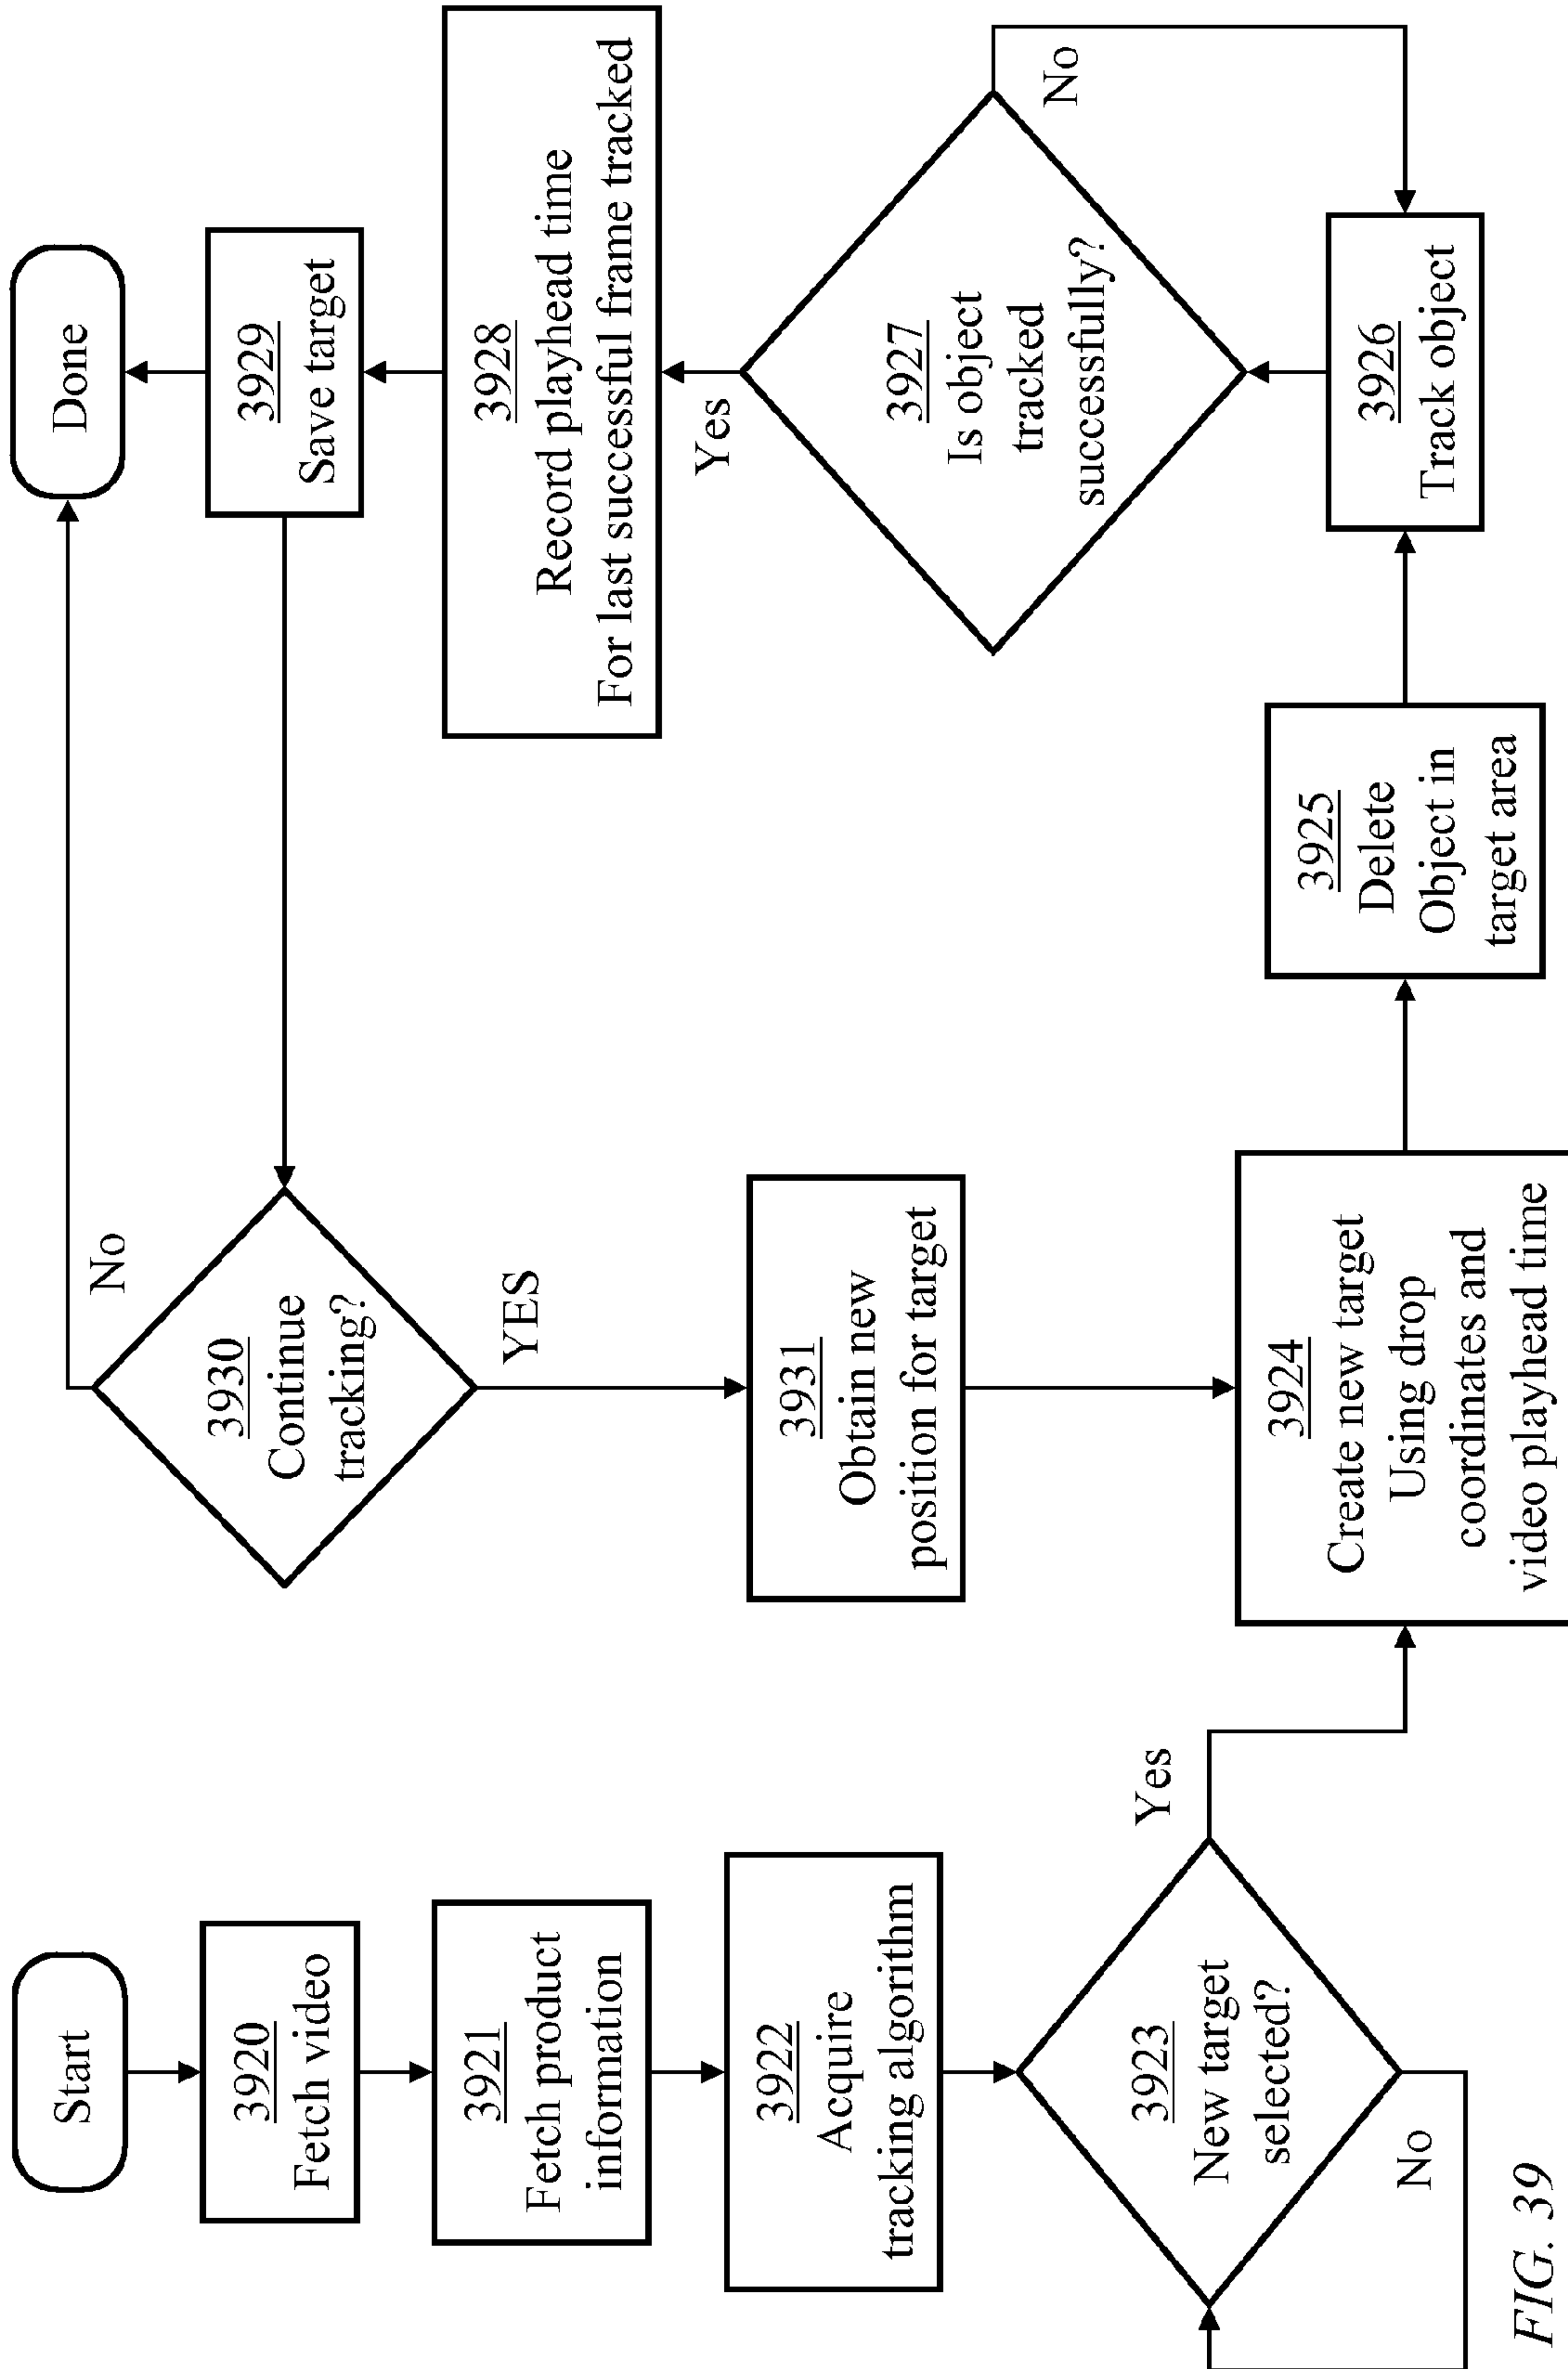 Start
3920
Fetch video
3921
Fetch product
information
3922
Acquire
tracking algorithm
3923
New target
selected?
No
Yes
3930
Continue
tracking?
No
YES
3931
Obtain new
position for target
3924
Create new target
Using drop
coordinates and
video playhead time
3925
Delete
Object in
target area
Done
3929
Save target
3928
Record playhead time
For last successful frame tracked
Yes
3927
Is object
tracked
successfully?
No
3926
Track object
FIG. 39